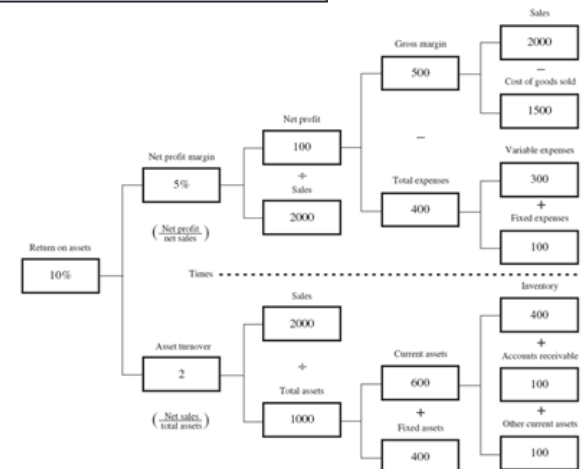 Sales
2000
−
Cost of goods sold
1500
Gross margin
500
−
Variable expenses
300
+
Fixed expenses
100
Total expenses
400
Net profit
100
÷
Sales
2000
Net profit margin
5%
(Net profit
net sales)
Return on assets
10%
Times
Sales
2000
÷
Total assets
1000
Asset turnover
2
(Net sales
total assets)
Current assets
600
+
Fixed assets
400
Inventory
400
+
Accounts receivable
100
+
Other current assets
100